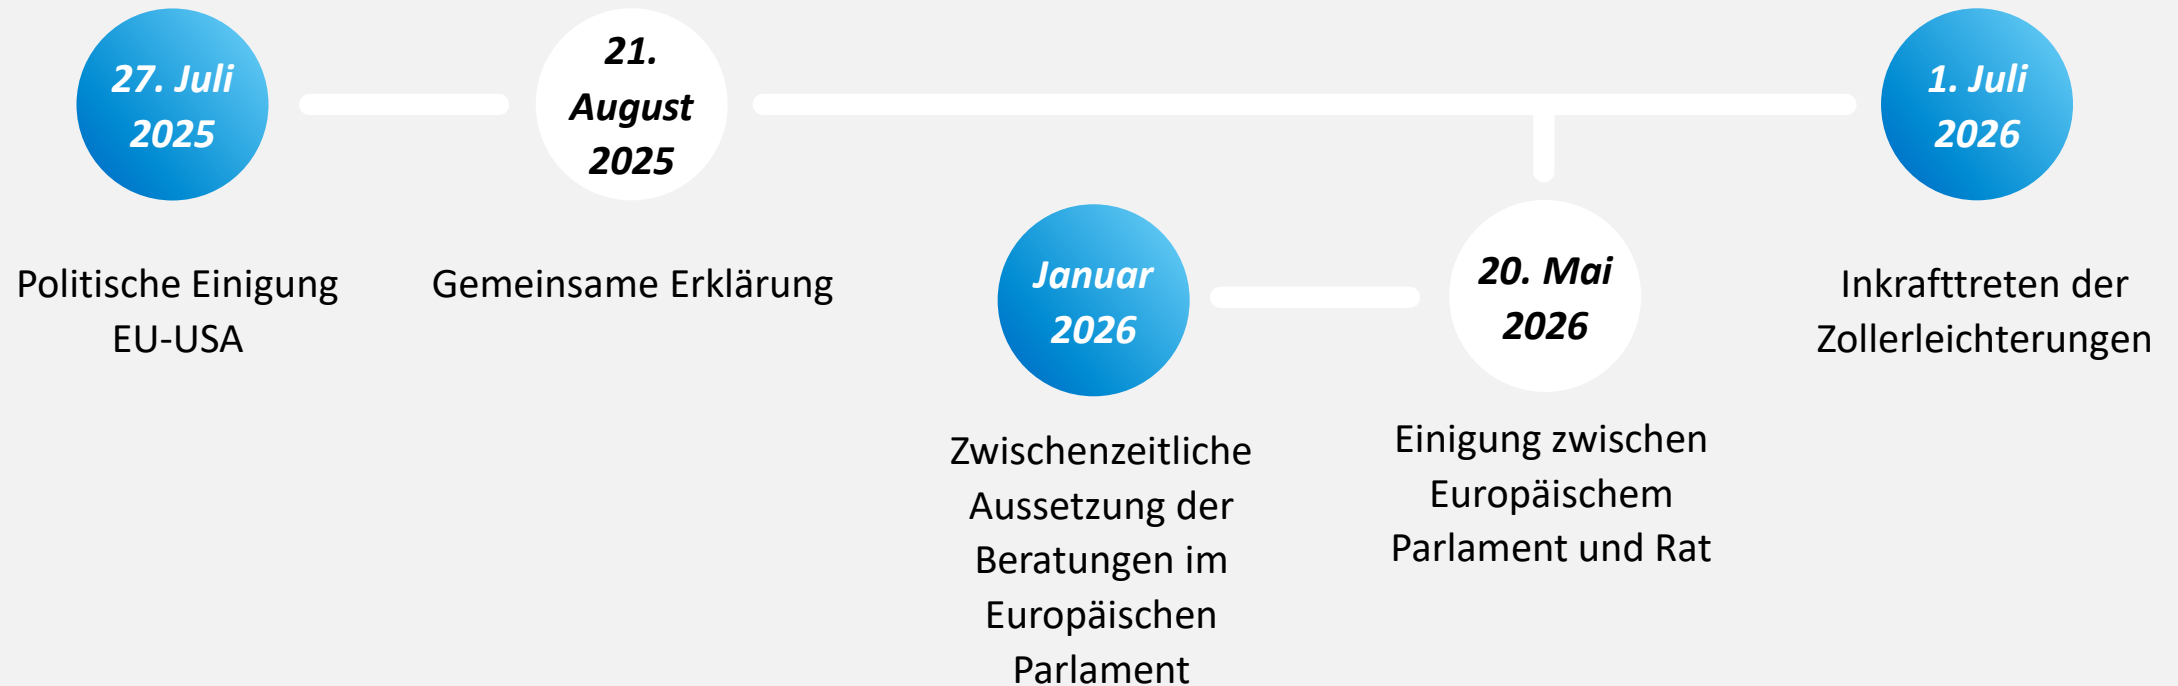 27. Juli
2025
Politische Einigung
EU-USA
21.
August
2025
Gemeinsame Erklärung
Januar
2026
Zwischenzeitliche
Aussetzung der
Beratungen im
Europäischen
Parlament
20. Mai
2026
Einigung zwischen
Europäischem
Parlament und Rat
1. Juli
2026
Inkrafttreten der
Zollerleichterungen